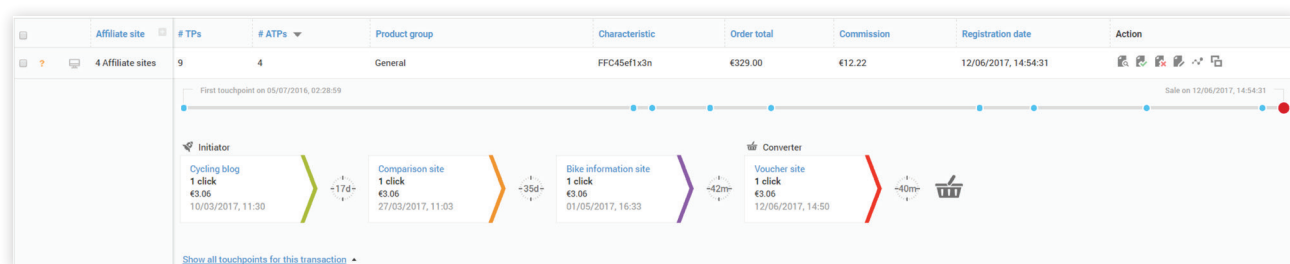 Affiliate site # TPs # ATPs Product group Characteristic Order total Commission Registration date Action
? 4 Affiliate sites 9 4 General FFC45ef1x3n €329.00 €12.22 12/06/2017, 14:54:31
First touchpoint on 05/07/2016, 02:28:59 Sale on 12/06/2017, 14:54:31
Initiator Converter
Cycling blog Comparison site Bike information site Voucher site
1 click 1 click 1 click 1 click
€3.06 €3.06 €3.06 €3.06
~17d~ ~35d~ ~42m~ ~40m~
10/03/2017, 11:30 27/03/2017, 11:03 01/05/2017, 16:33 12/06/2017, 14:50
Show all touchpoints for this transaction